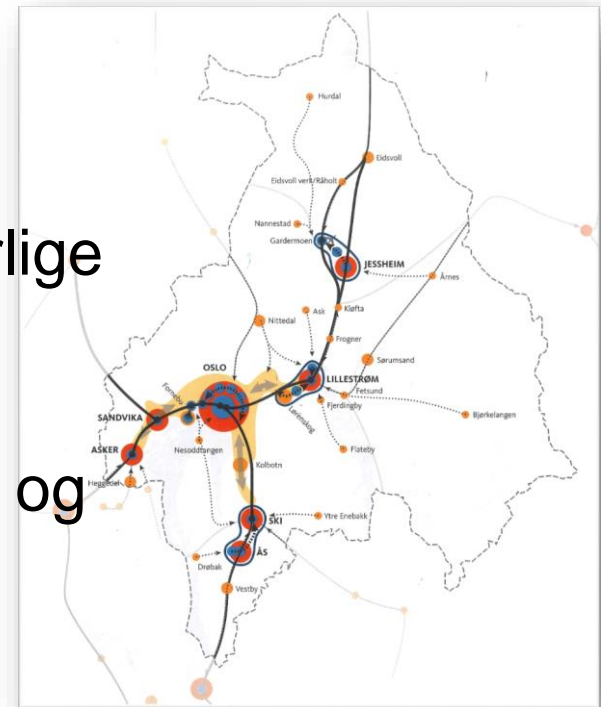 rlige
og
Hurdal
Eidsvoll
Eidsvoll verk/Råholt
Nannestad
Gardermoen
JESSHEIM
Årnes
Kløfta
Ask
Nittedal
Frogner
Sørumsand
OSLO
LILLESTRØM
Fetsund
Fornebu
Lørenskog
Fjerdingby
Bjørkelangen
SANDVIKA
ASKER
Nesoddtangen
Flateby
Heggedal
Kolbotn
SKI
Ytre Enebakk
ÅS
Drøbak
Vestby